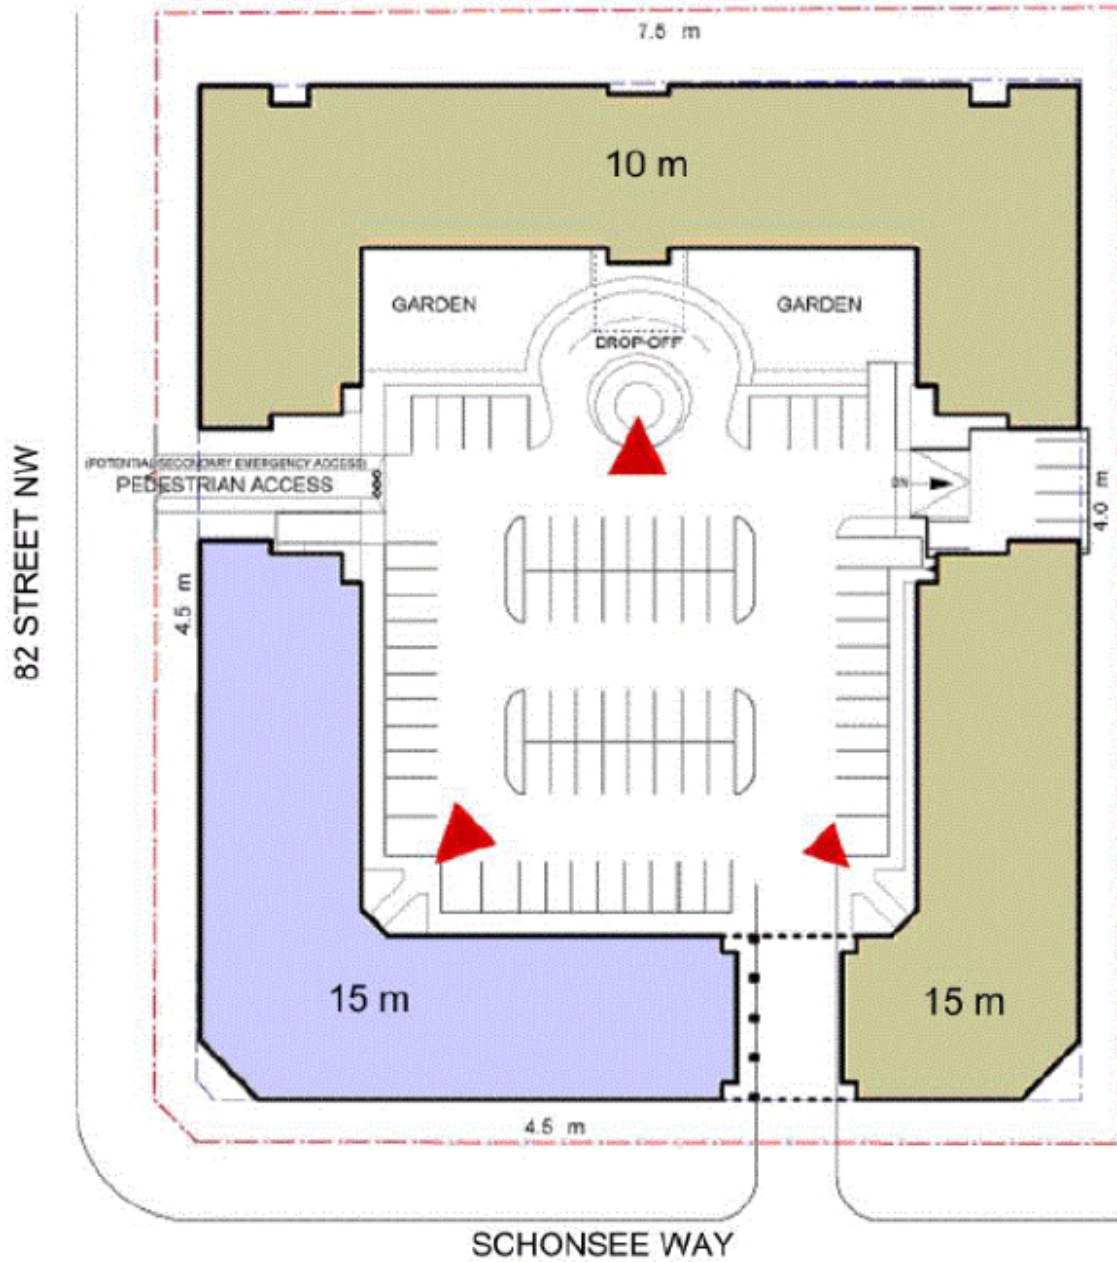 7.5 m
10 m
GARDEN
GARDEN
DROP-OFF
(POTENTIAL SECONDARY EMERGENCY ACCESS)
PEDESTRIAN ACCESS
DN
4.0 m
82 STREET NW
4.5 m
15 m
15 m
4.5 m
SCHONSEE WAY